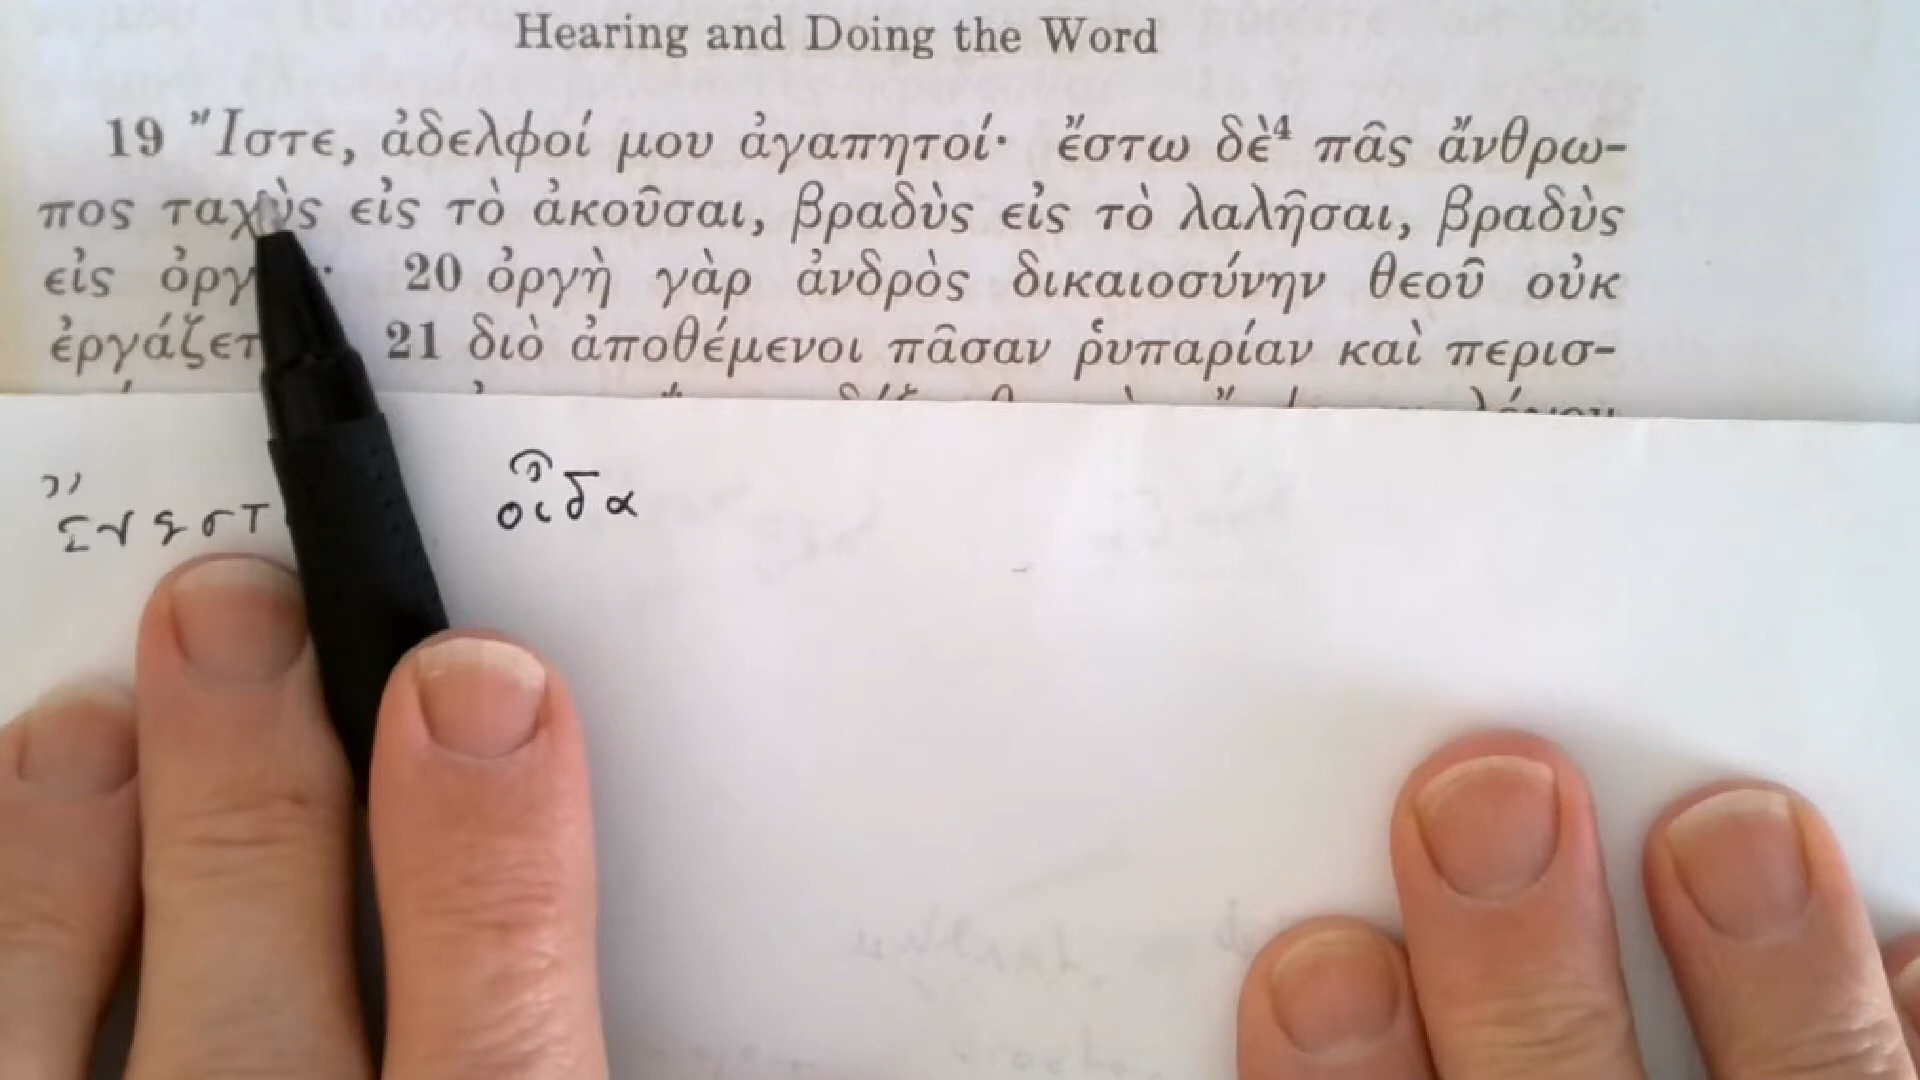 Hearing and Doing the Word
19 Ἴστε, ἀδελφοί μου ἀγαπητοί· ἔστω δὲ⁴ πᾶς ἄνθρω-
πος ταχὺς εἰς τὸ ἀκοῦσαι, βραδὺς εἰς τὸ λαλῆσαι, βραδὺς
εἰς 20 ὀργὴ γὰρ ἀνδρὸς δικαιοσύνην θεοῦ οὐκ
21 διὸ ἀποθέμενοι πᾶσαν ῥυπαρίαν καὶ περισ-
οἶδα